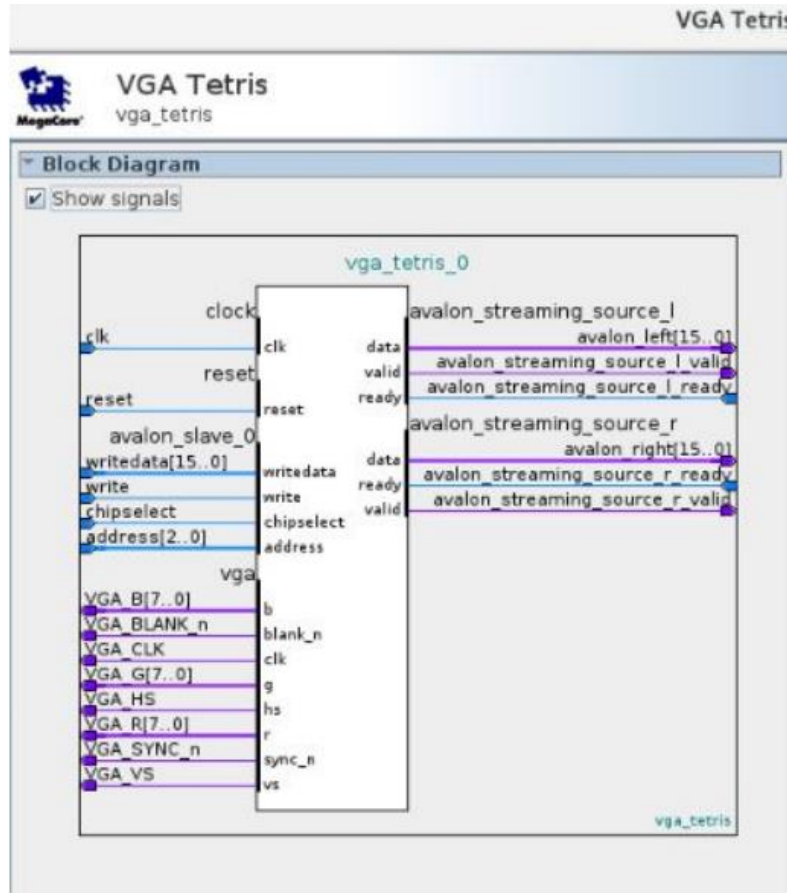 VGA Tetris
VGA Tetris
vga_tetris
MegaCore®
Block Diagram
Show signals
vga_tetris_0
clock
clk
clk
reset
reset
reset
avalon_slave_0
writedata[15..0]
writedata
write
write
chipselect
chipselect
address[2..0]
address
vga
VGA_B[7..0]
b
VGA_BLANK_n
blank_n
VGA_CLK
clk
VGA_G[7..0]
g
VGA_HS
hs
VGA_R[7..0]
r
VGA_SYNC_n
sync_n
VGA_VS
vs
avalon_streaming_source_l
avalon_left[15..0]
data
avalon_streaming_source_l_valid
valid
avalon_streaming_source_l_ready
ready
avalon_streaming_source_r
avalon_right[15..0]
data
avalon_streaming_source_r_ready
ready
avalon_streaming_source_r_valid
valid
vga_tetris